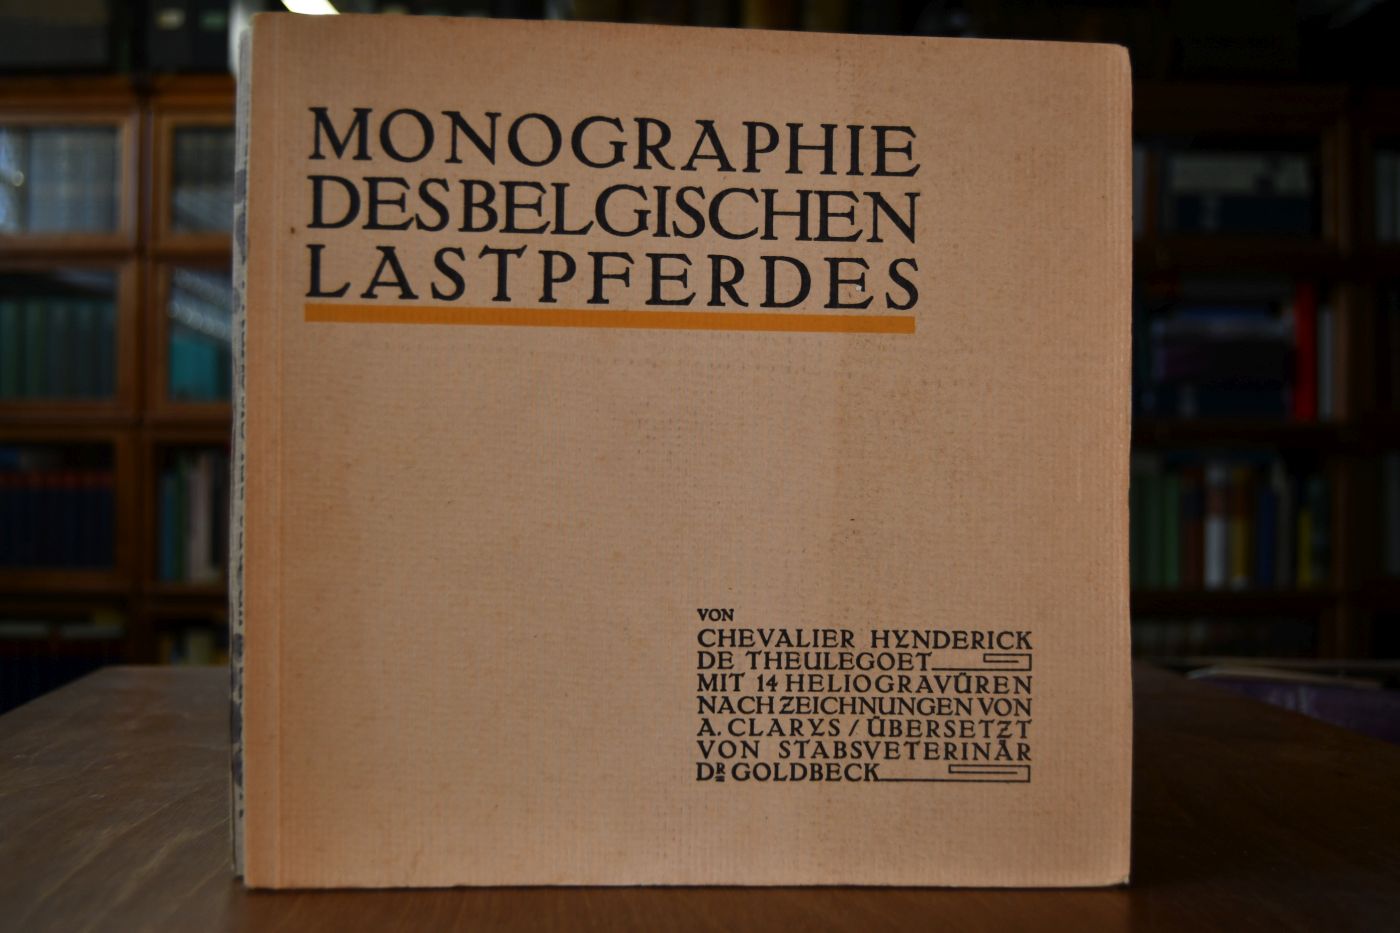 MONOGRAPHIE
DES BELGISCHEN
LASTPFERDES
VON
CHEVALIER HYNDERICK
DE THEULEGOET
MIT 14 HELIOGRAVÜREN
NACH ZEICHNUNGEN VON
A. CLARYS / ÜBERSETZT
VON STABSVETERINÄR
DR GOLDBECK